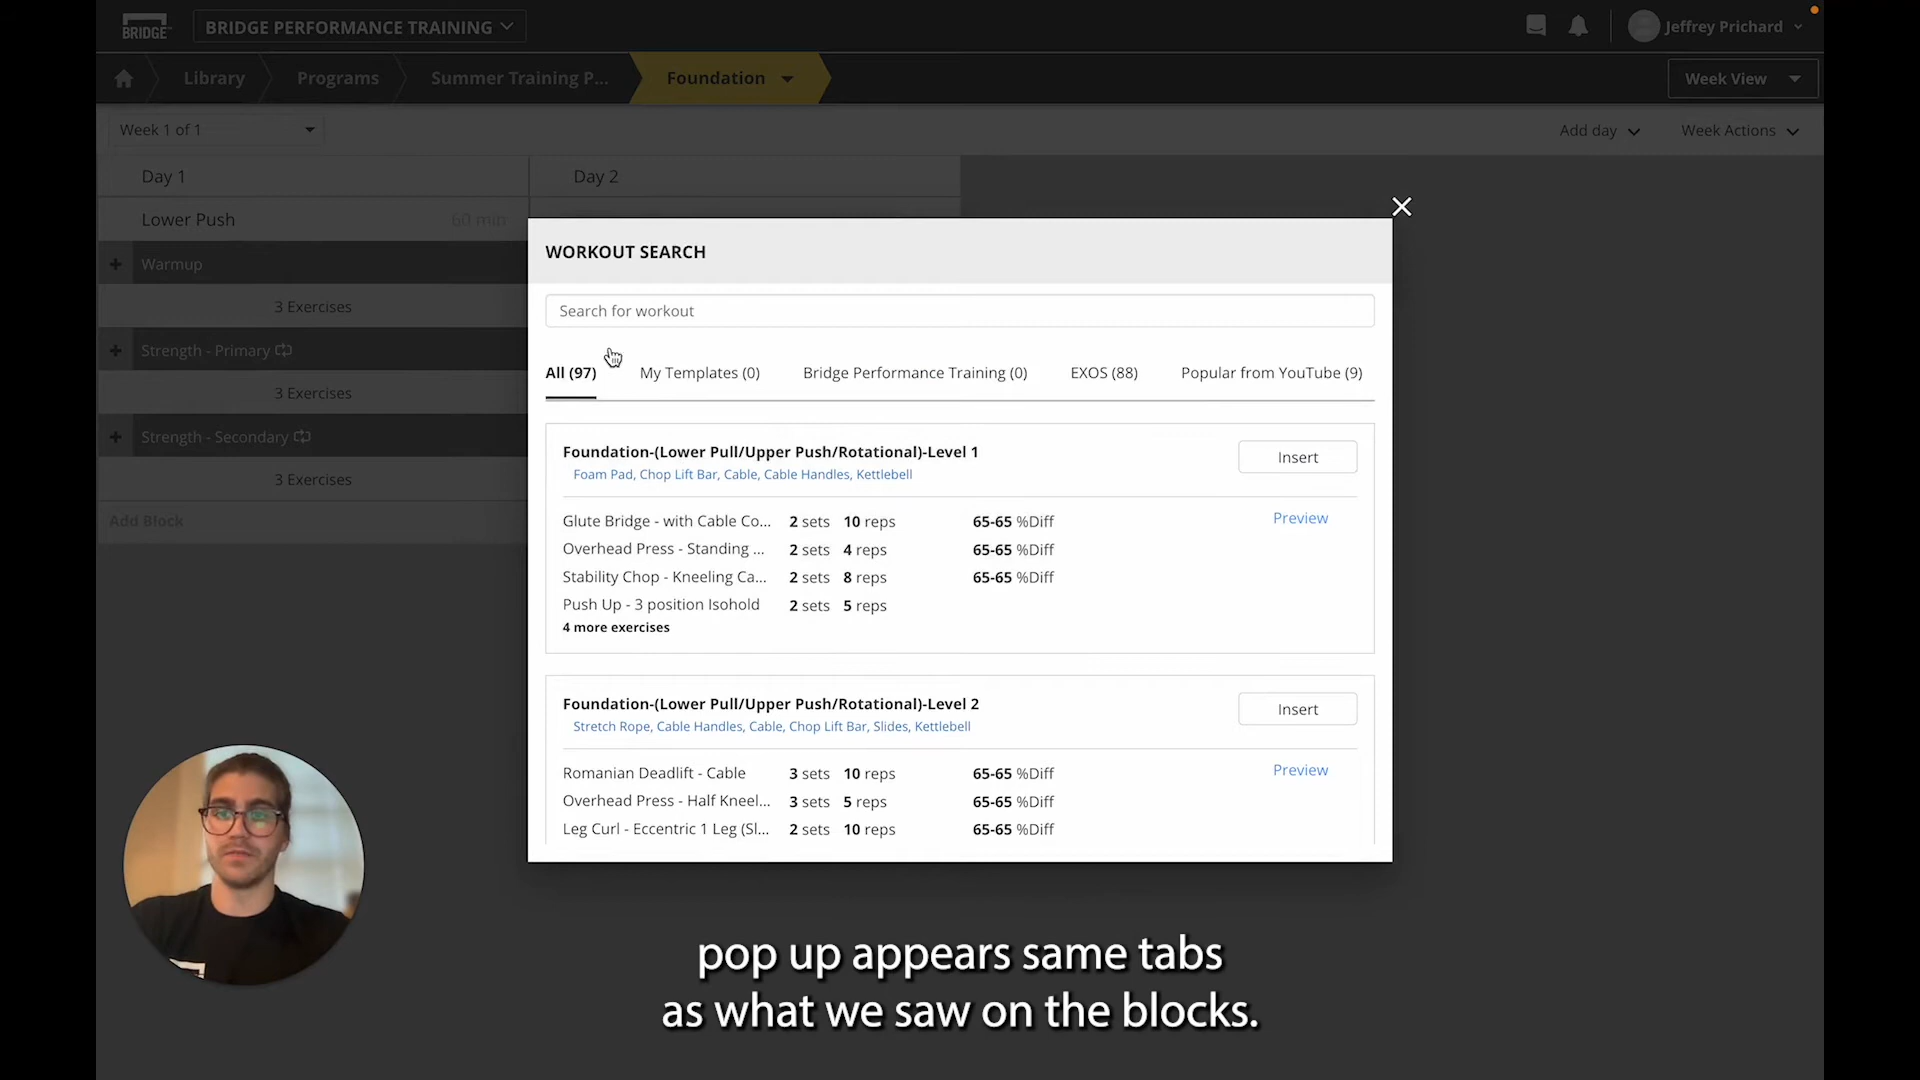 BRIDGE
BRIDGE PERFORMANCE TRAINING
Jeffrey Prichard
Library
Programs
Summer Training P...
Foundation
Week View
Week 1 of 1
Add day
Week Actions
Day 1
Day 2
Lower Push
60 min
Warmup
3 Exercises
Strength - Primary
3 Exercises
Strength - Secondary
3 Exercises
Add Block
WORKOUT SEARCH
Search for workout
All (97)
My Templates (0)
Bridge Performance Training (0)
EXOS (88)
Popular from YouTube (9)
Foundation-(Lower Pull/Upper Push/Rotational)-Level 1
Insert
Foam Pad, Chop Lift Bar, Cable, Cable Handles, Kettlebell
Glute Bridge - with Cable Co... 2 sets 10 reps 65-65 %Diff
Preview
Overhead Press - Standing ... 2 sets 4 reps 65-65 %Diff
Stability Chop - Kneeling Ca... 2 sets 8 reps 65-65 %Diff
Push Up - 3 position Isohold 2 sets 5 reps
4 more exercises
Foundation-(Lower Pull/Upper Push/Rotational)-Level 2
Insert
Stretch Rope, Cable Handles, Cable, Chop Lift Bar, Slides, Kettlebell
Romanian Deadlift - Cable 3 sets 10 reps 65-65 %Diff
Preview
Overhead Press - Half Kneel... 3 sets 5 reps 65-65 %Diff
Leg Curl - Eccentric 1 Leg (Sl... 2 sets 10 reps 65-65 %Diff
pop up appears same tabs
as what we saw on the blocks.